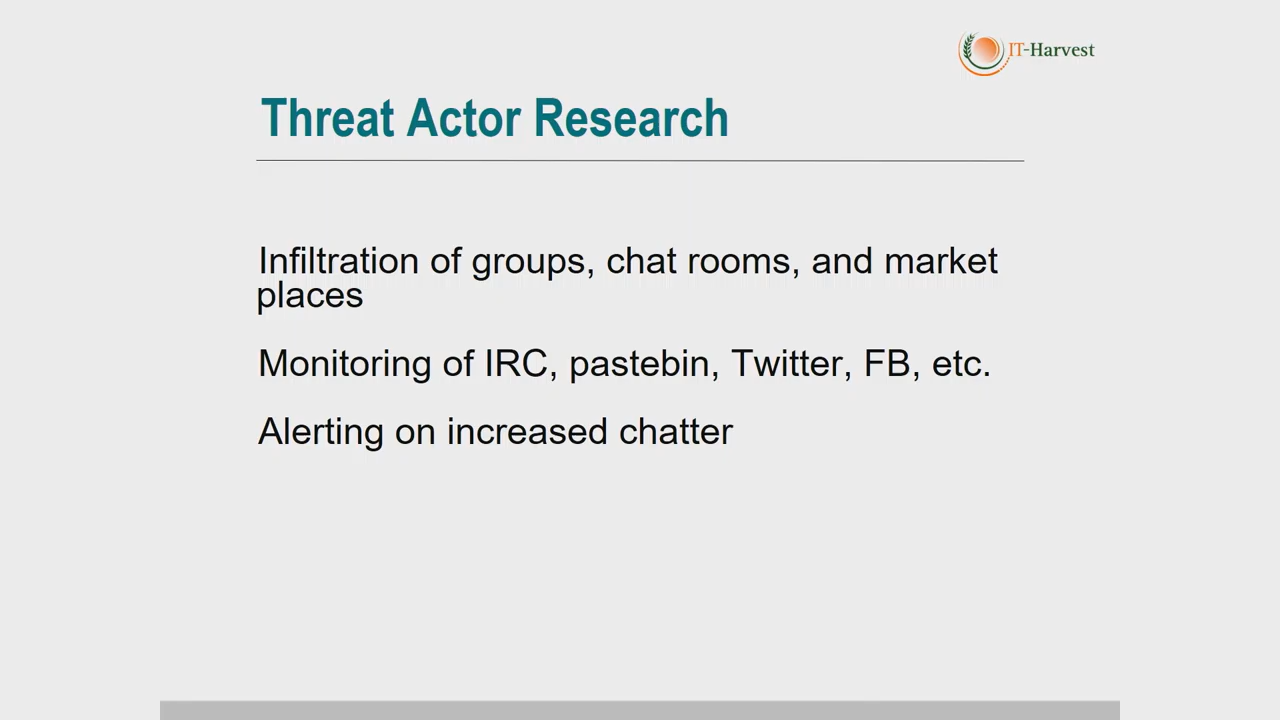 IT-Harvest
Threat Actor Research
Infiltration of groups, chat rooms, and market
places
Monitoring of IRC, pastebin, Twitter, FB, etc.
Alerting on increased chatter